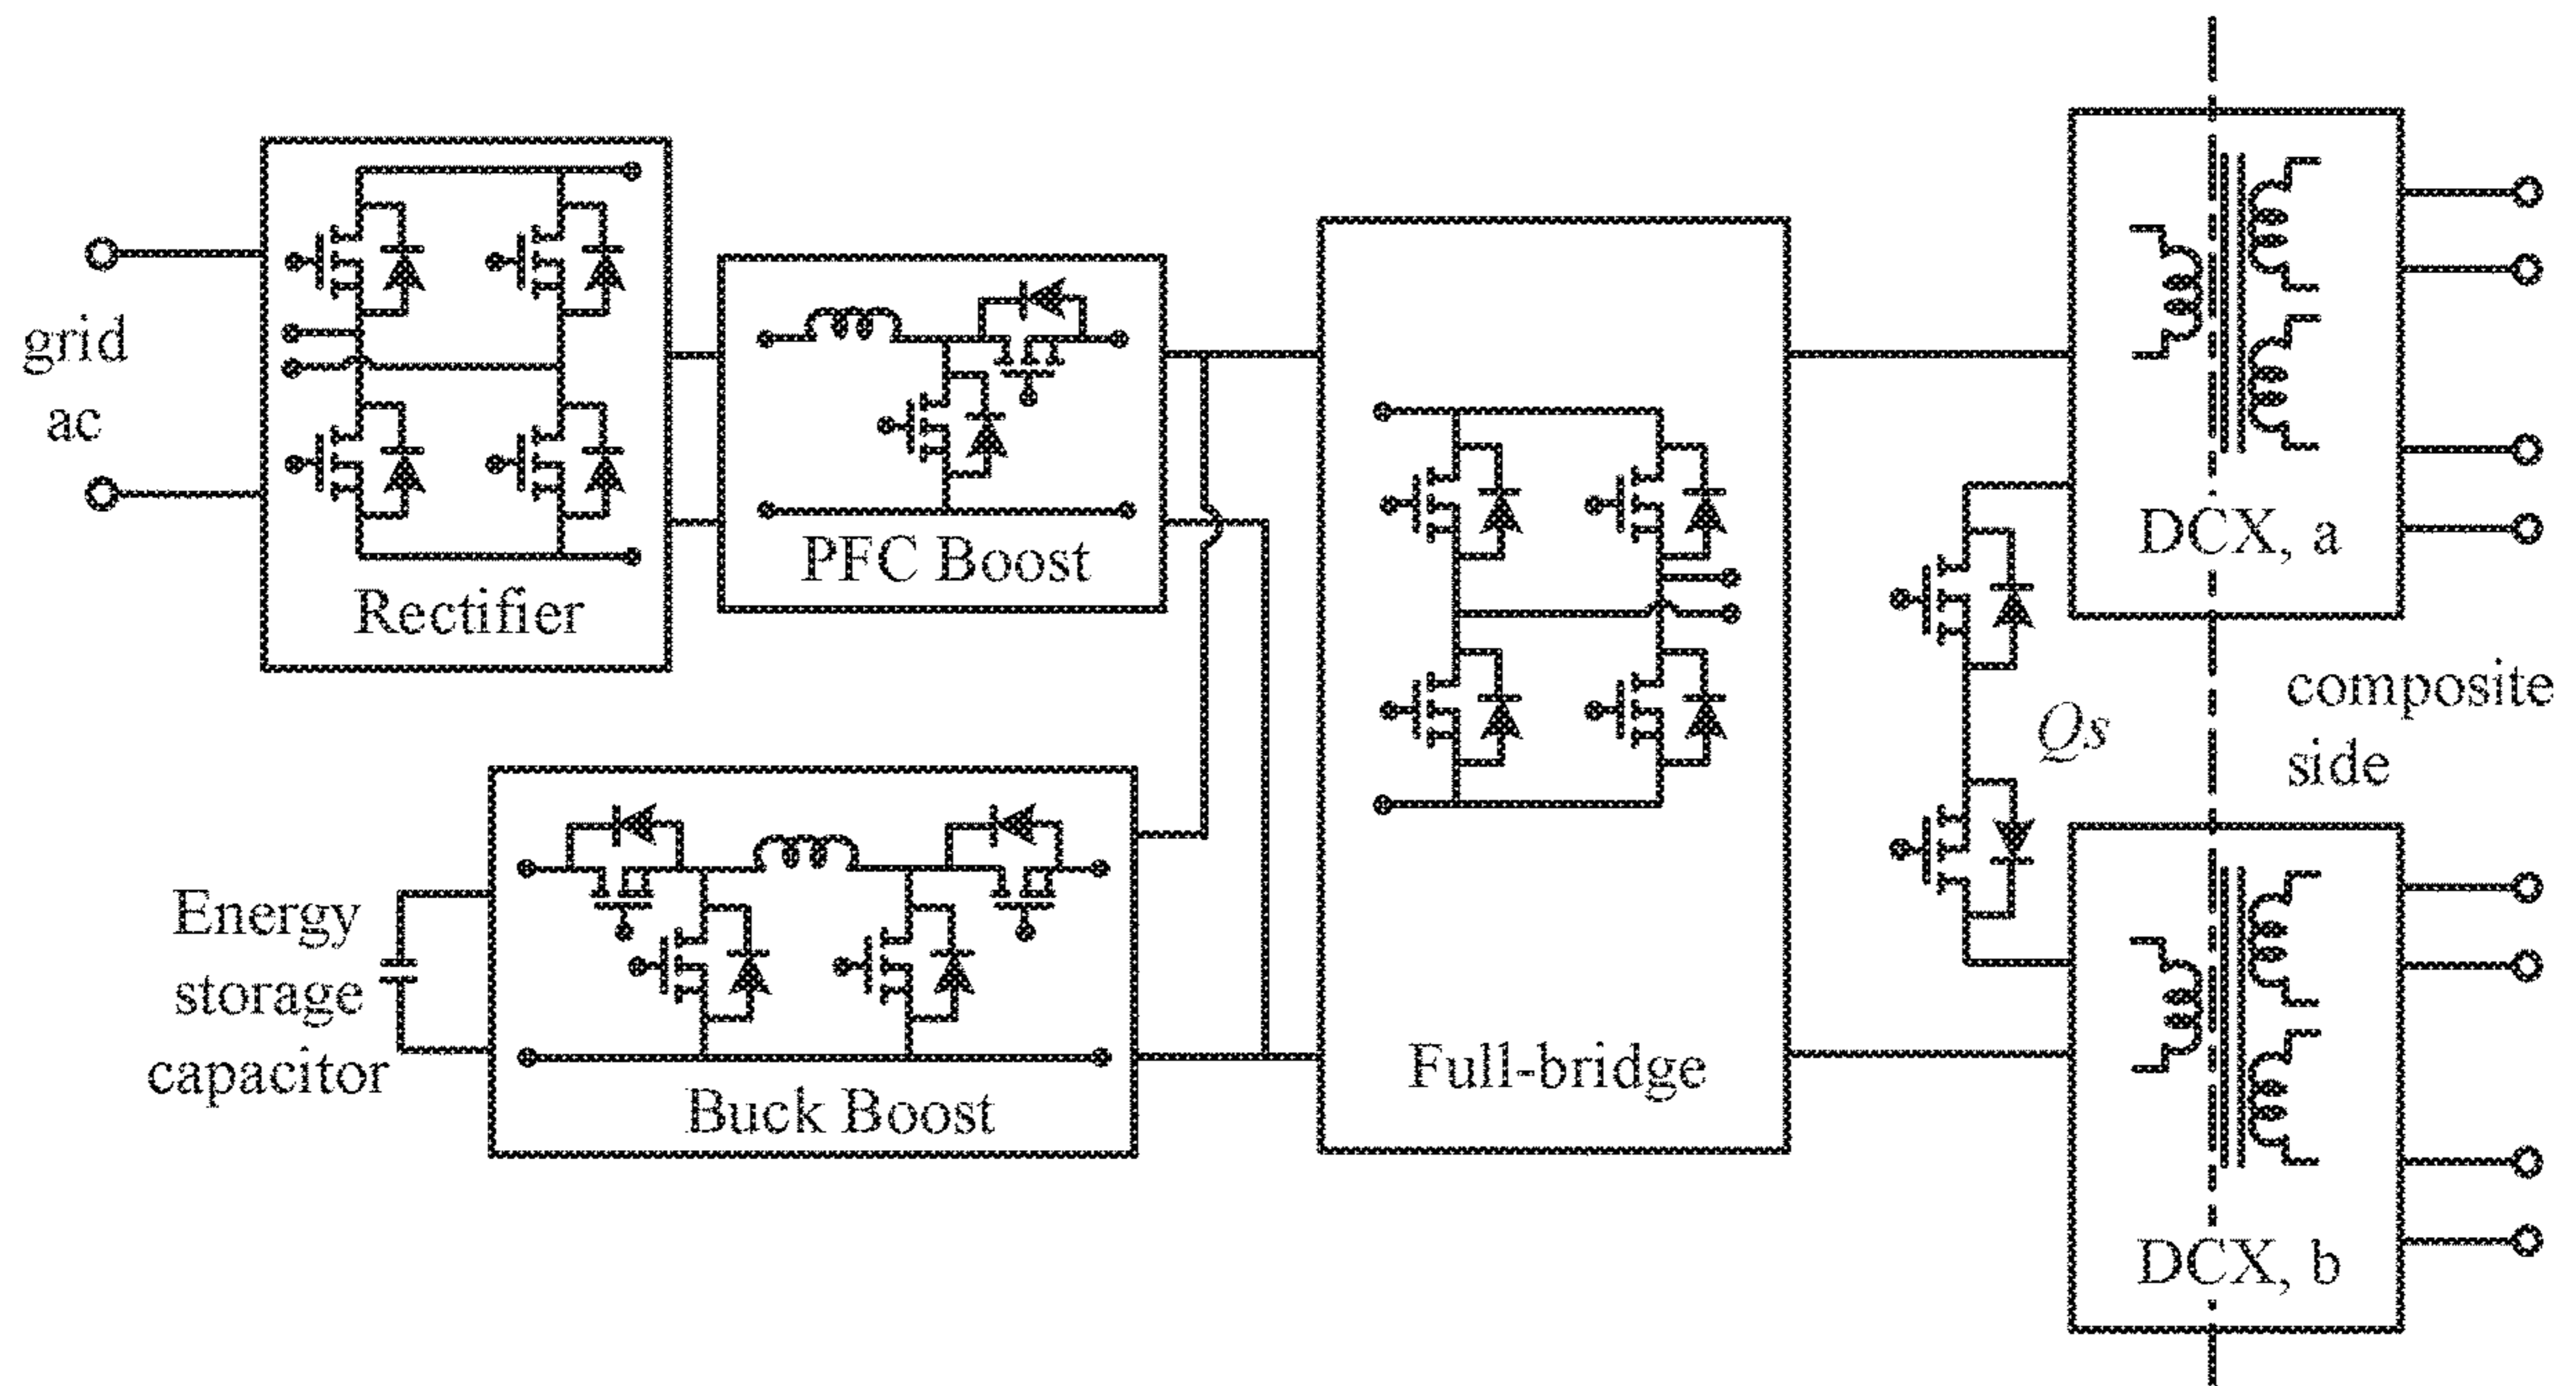 grid
ac
Rectifier
PFC Boost
Energy
storage
capacitor
Buck Boost
Full-bridge
Qs
DCX, a
composite
side
DCX, b